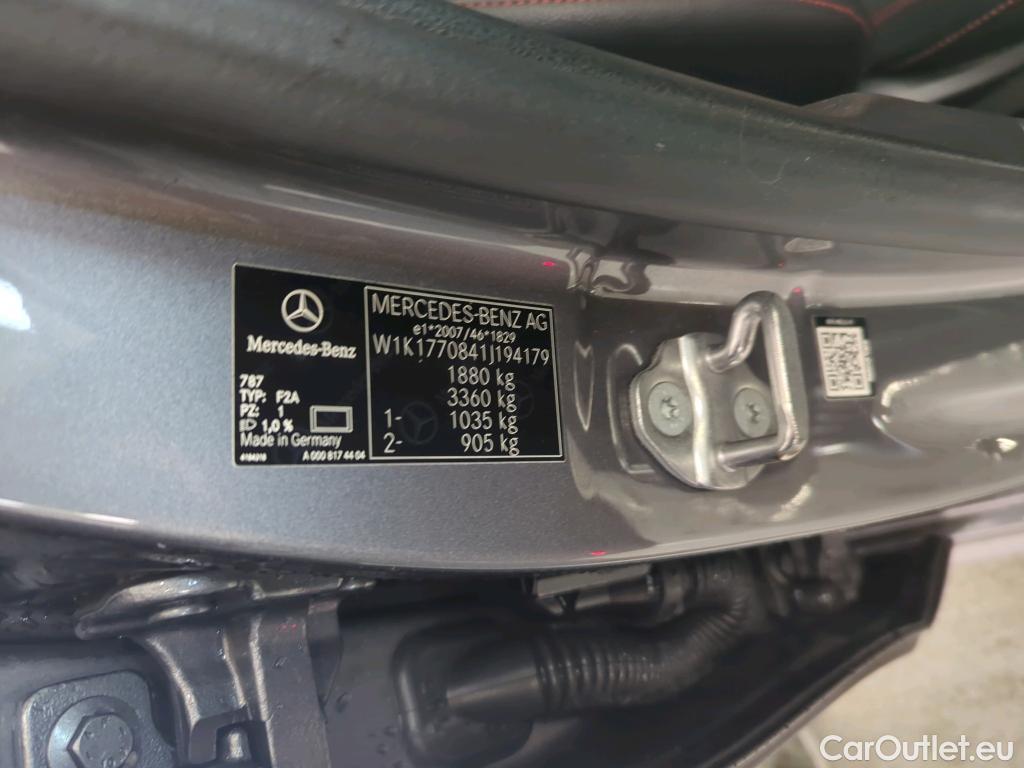 Mercedes-Benz
787
TYP: F2A
PZ: 1
1,0 %
Made in Germany
A 000 817 44 04
MERCEDES-BENZ AG
e1*2007/46*1829
W1K1770841J194179
1880 kg
3360 kg
1- 1035 kg
2- 905 kg
CarOutlet.eu